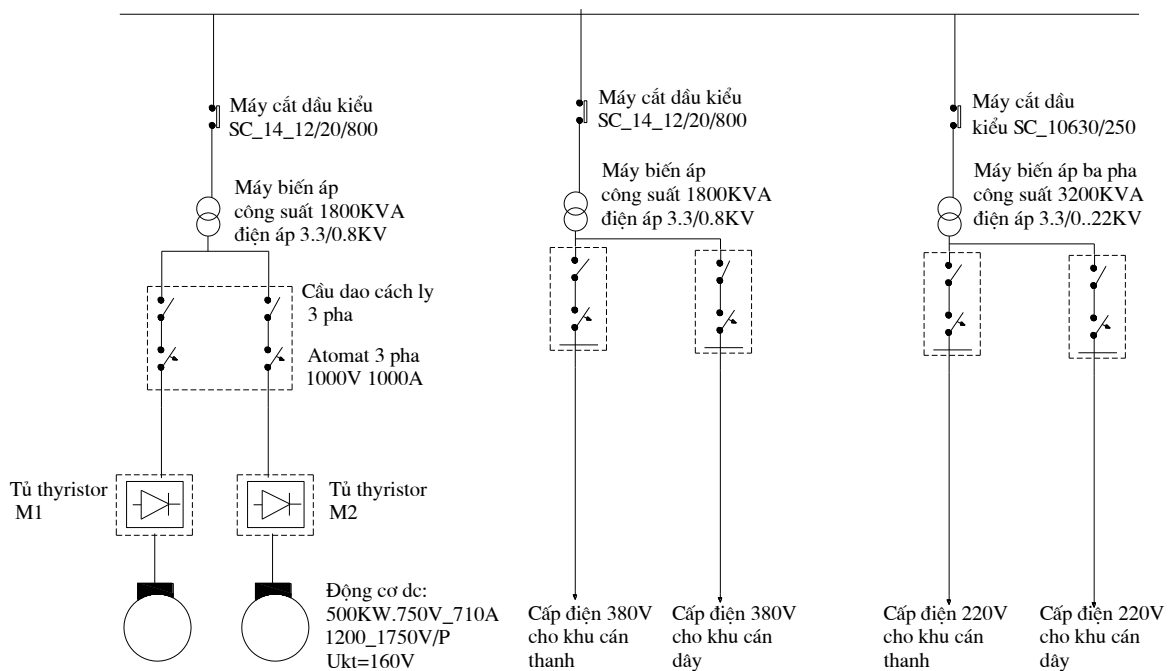 Máy cắt dầu kiểu
SC_14_12/20/800
Máy biến áp
công suất 1800KVA
điện áp 3.3/0.8KV
Cầu dao cách ly
3 pha
Atomat 3 pha
1000V 1000A
Tủ thyristor
M1
Tủ thyristor
M2
Động cơ dc:
500KW.750V_710A
1200_1750V/P
Ukt=160V
Máy cắt dầu kiểu
SC_14_12/20/800
Máy biến áp
công suất 1800KVA
điện áp 3.3/0.8KV
Cấp điện 380V
cho khu cán
thanh
Cấp điện 380V
cho khu cán
dây
Máy cắt dầu
kiểu SC_10630/250
Máy biến áp ba pha
công suất 3200KVA
điện áp 3.3/0..22KV
Cấp điện 220V
cho khu cán
thanh
Cấp điện 220V
cho khu cán
dây